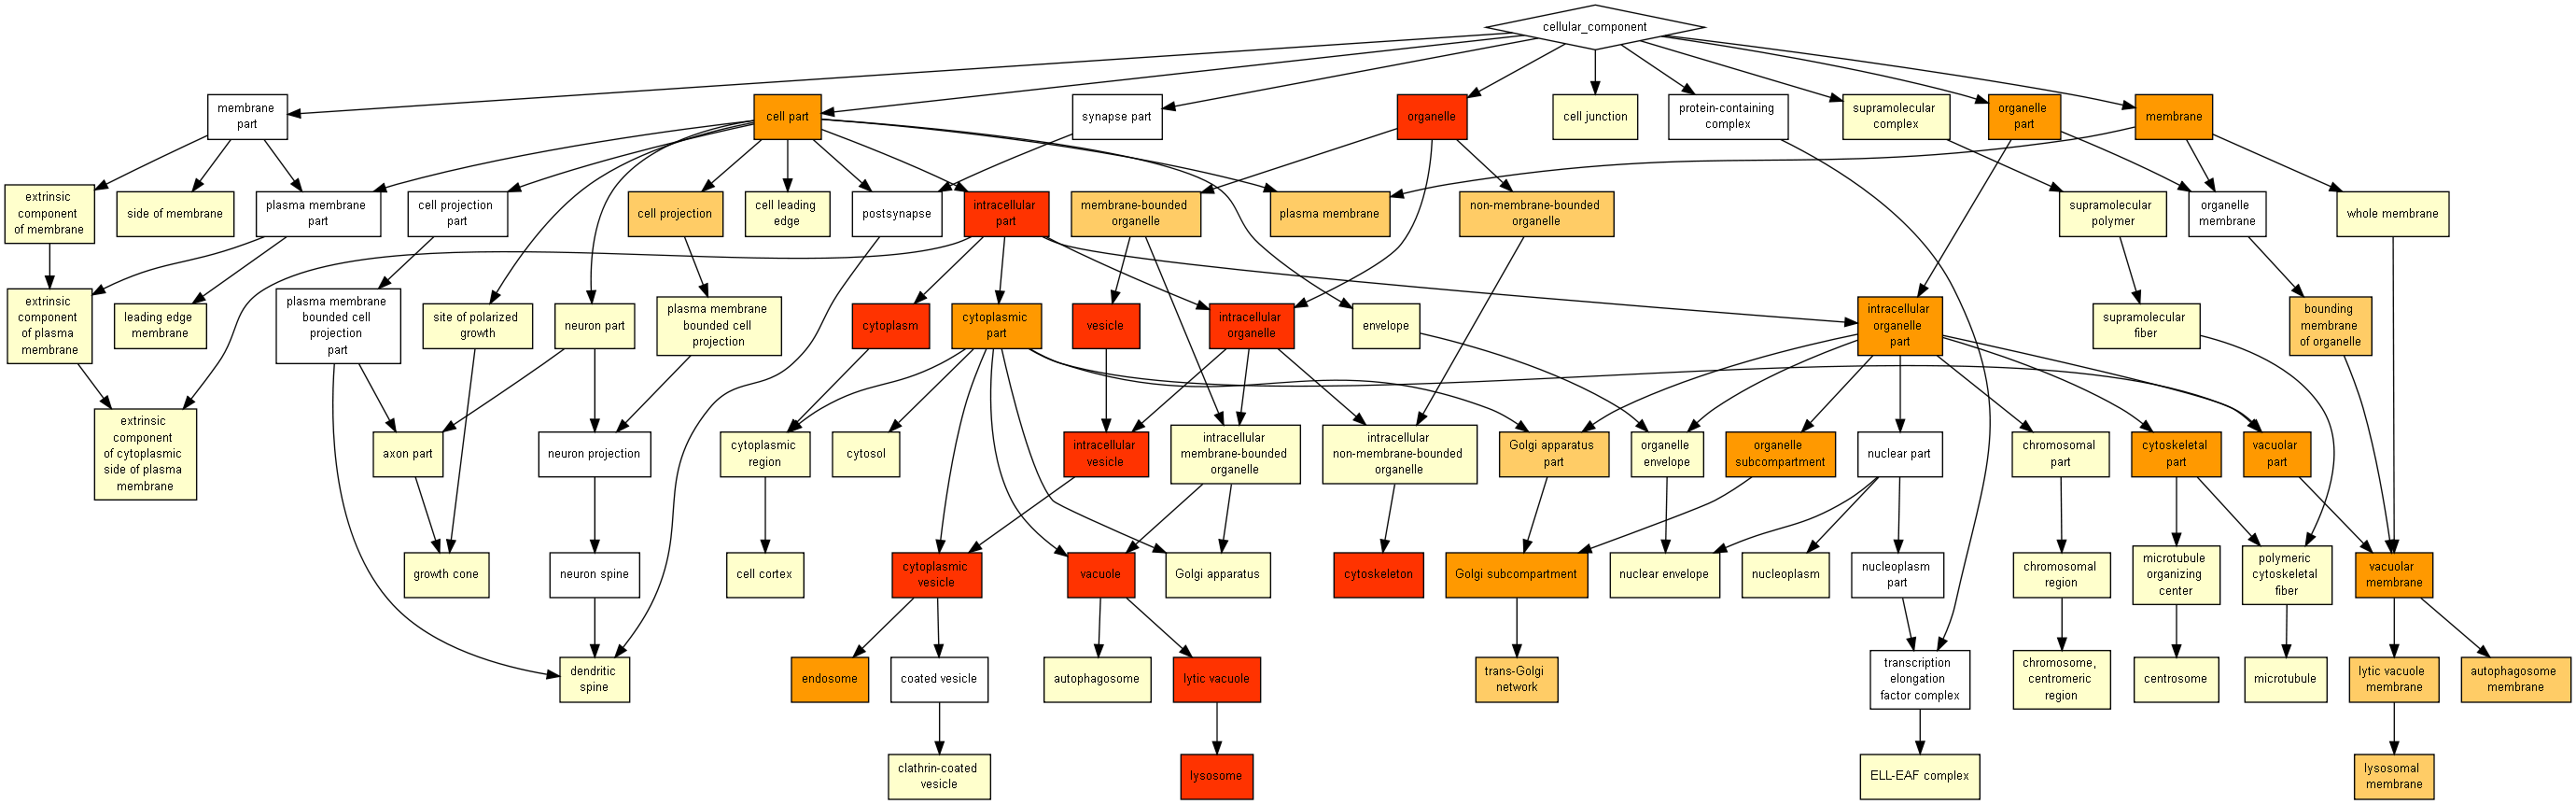 cellular_component
membrane
part
cell part
synapse part
organelle
cell junction
protein-containing
complex
supramolecular
complex
organelle
part
membrane
extrinsic
component
of membrane
side of membrane
plasma membrane
part
cell projection
part
cell projection
cell leading
edge
postsynapse
intracellular
part
membrane-bounded
organelle
plasma membrane
non-membrane-bounded
organelle
supramolecular
polymer
organelle
membrane
whole membrane
extrinsic
component
of plasma
membrane
leading edge
membrane
plasma membrane
bounded cell
projection
part
site of polarized
growth
neuron part
plasma membrane
bounded cell
projection
cytoplasm
cytoplasmic
part
vesicle
intracellular
organelle
envelope
intracellular
organelle
part
supramolecular
fiber
bounding
membrane
of organelle
extrinsic
component
of cytoplasmic
side of plasma
membrane
axon part
neuron projection
cytoplasmic
region
cytosol
intracellular
vesicle
intracellular
membrane-bounded
organelle
intracellular
non-membrane-bounded
organelle
Golgi apparatus
part
organelle
envelope
organelle
subcompartment
nuclear part
chromosomal
part
cytoskeletal
part
vacuolar
part
growth cone
neuron spine
cell cortex
cytoplasmic
vesicle
vacuole
Golgi apparatus
cytoskeleton
Golgi subcompartment
nuclear envelope
nucleoplasm
nucleoplasm
part
chromosomal
region
microtubule
organizing
center
polymeric
cytoskeletal
fiber
vacuolar
membrane
dendritic
spine
endosome
coated vesicle
autophagosome
lytic vacuole
trans-Golgi
network
transcription
elongation
factor complex
chromosome,
centromeric
region
centrosome
microtubule
lytic vacuole
membrane
autophagosome
membrane
clathrin-coated
vesicle
lysosome
ELL-EAF complex
lysosomal
membrane